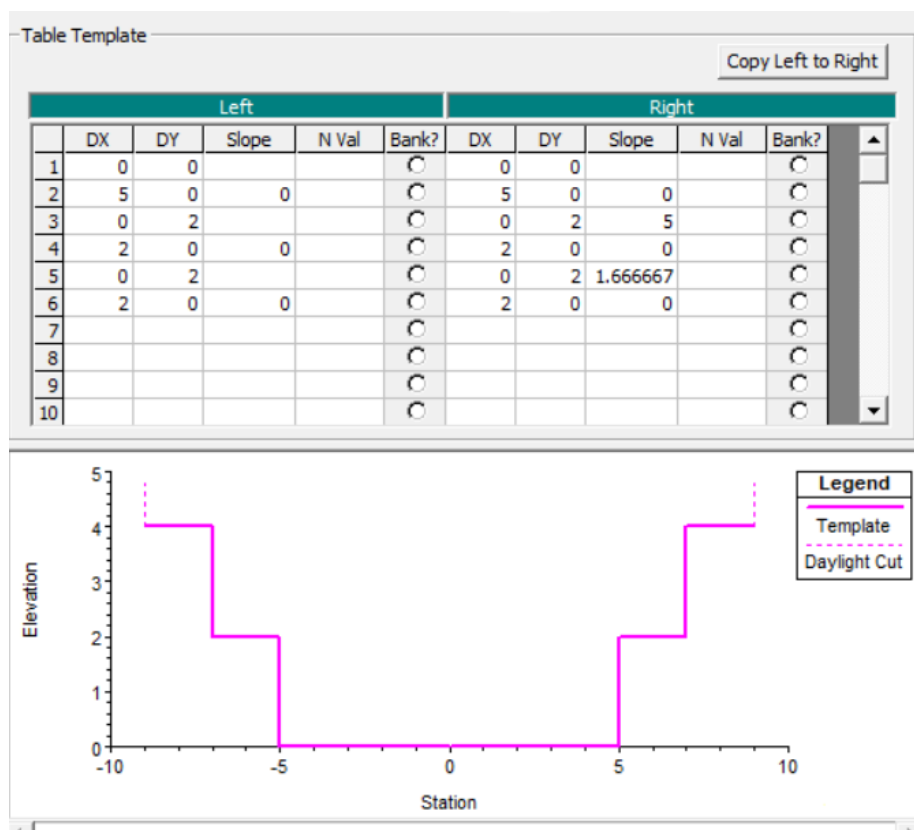 Table Template
Copy Left to Right
Left Right
DX DY Slope N Val Bank? DX DY Slope N Val Bank?
1 0 0 0 0
2 5 0 0 5 0 0
3 0 2 0 2 5
4 2 0 0 2 0 0
5 0 2 0 2 1.666667
6 2 0 0 2 0 0
7
8
9
10
5
4
3
2
1
0
-10 -5 0 5 10
Elevation
Station
Legend
Template
Daylight Cut